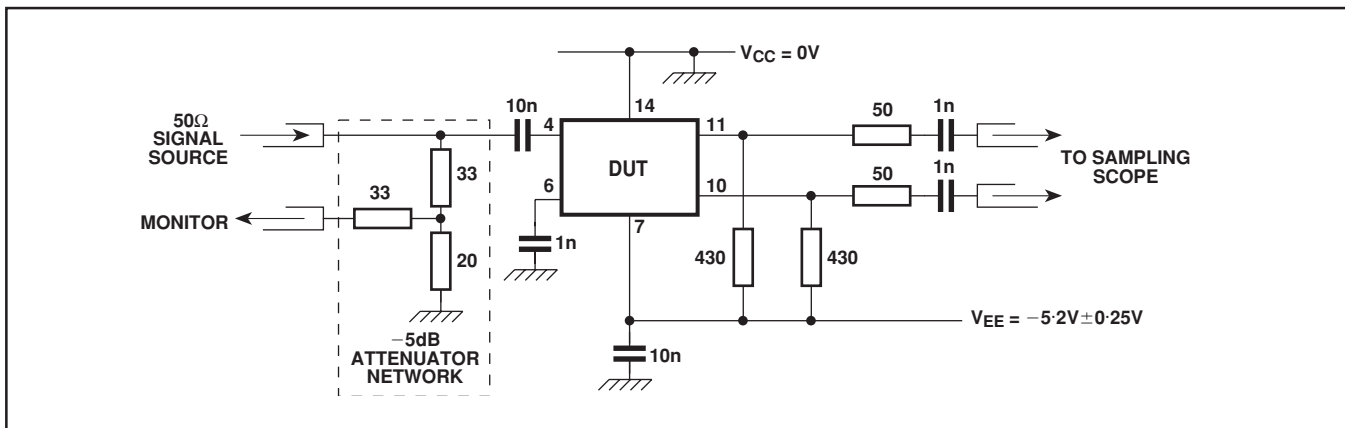 V_CC = 0V
50Ω
SIGNAL
SOURCE
10n
4
14
11
50
1n
DUT
TO SAMPLING
SCOPE
33
33
6
10
50
1n
MONITOR
7
1n
20
430
430
V_EE = −5·2V±0·25V
−5dB
ATTENUATOR
NETWORK
10n